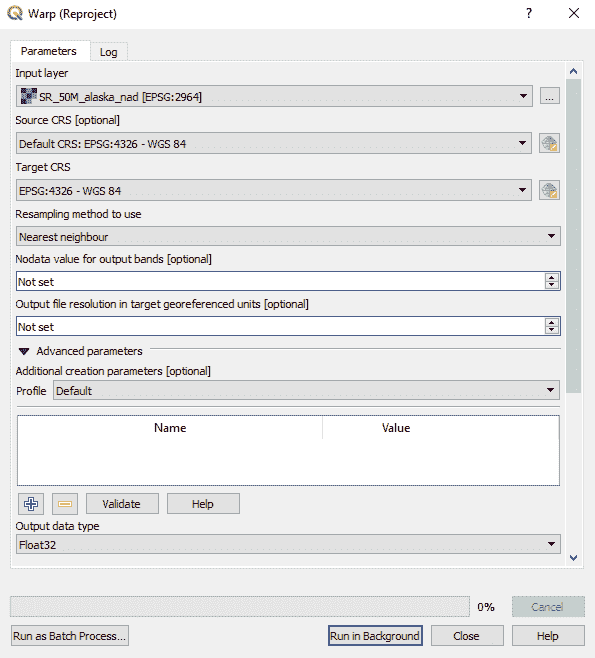 Warp (Reproject)
?
Parameters
Log
Input layer
SR_50M_alaska_nad [EPSG:2964]
...
Source CRS [optional]
Default CRS: EPSG:4326 - WGS 84
Target CRS
EPSG:4326 - WGS 84
Resampling method to use
Nearest neighbour
Nodata value for output bands [optional]
Not set
Output file resolution in target georeferenced units [optional]
Not set
Advanced parameters
Additional creation parameters [optional]
Profile Default
Name Value
Validate Help
Output data type
Float32
0% Cancel
Run as Batch Process... Run in Background Close Help